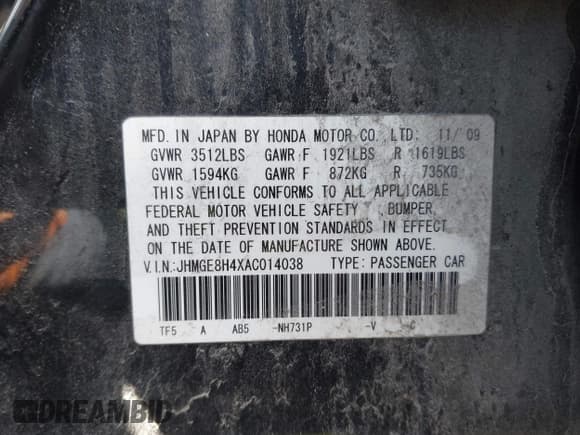 MFD. IN JAPAN BY HONDA MOTOR CO. LTD: 11/ 09
GVWR 3512LBS GAWR F 1921LBS R 1619LBS
GVWR 1594KG GAWR F 872KG R 735KG
THIS VEHICLE CONFORMS TO ALL APPLICABLE
FEDERAL MOTOR VEHICLE SAFETY , BUMPER,
AND THEFT PREVENTION STANDARDS IN EFFECT
ON THE DATE OF MANUFACTURE SHOWN ABOVE.
V.I.N.:JHMGE8H4XAC014038 TYPE: PASSENGER CAR
TF5 A AB5 -NH731P -V -C
DREAMBID